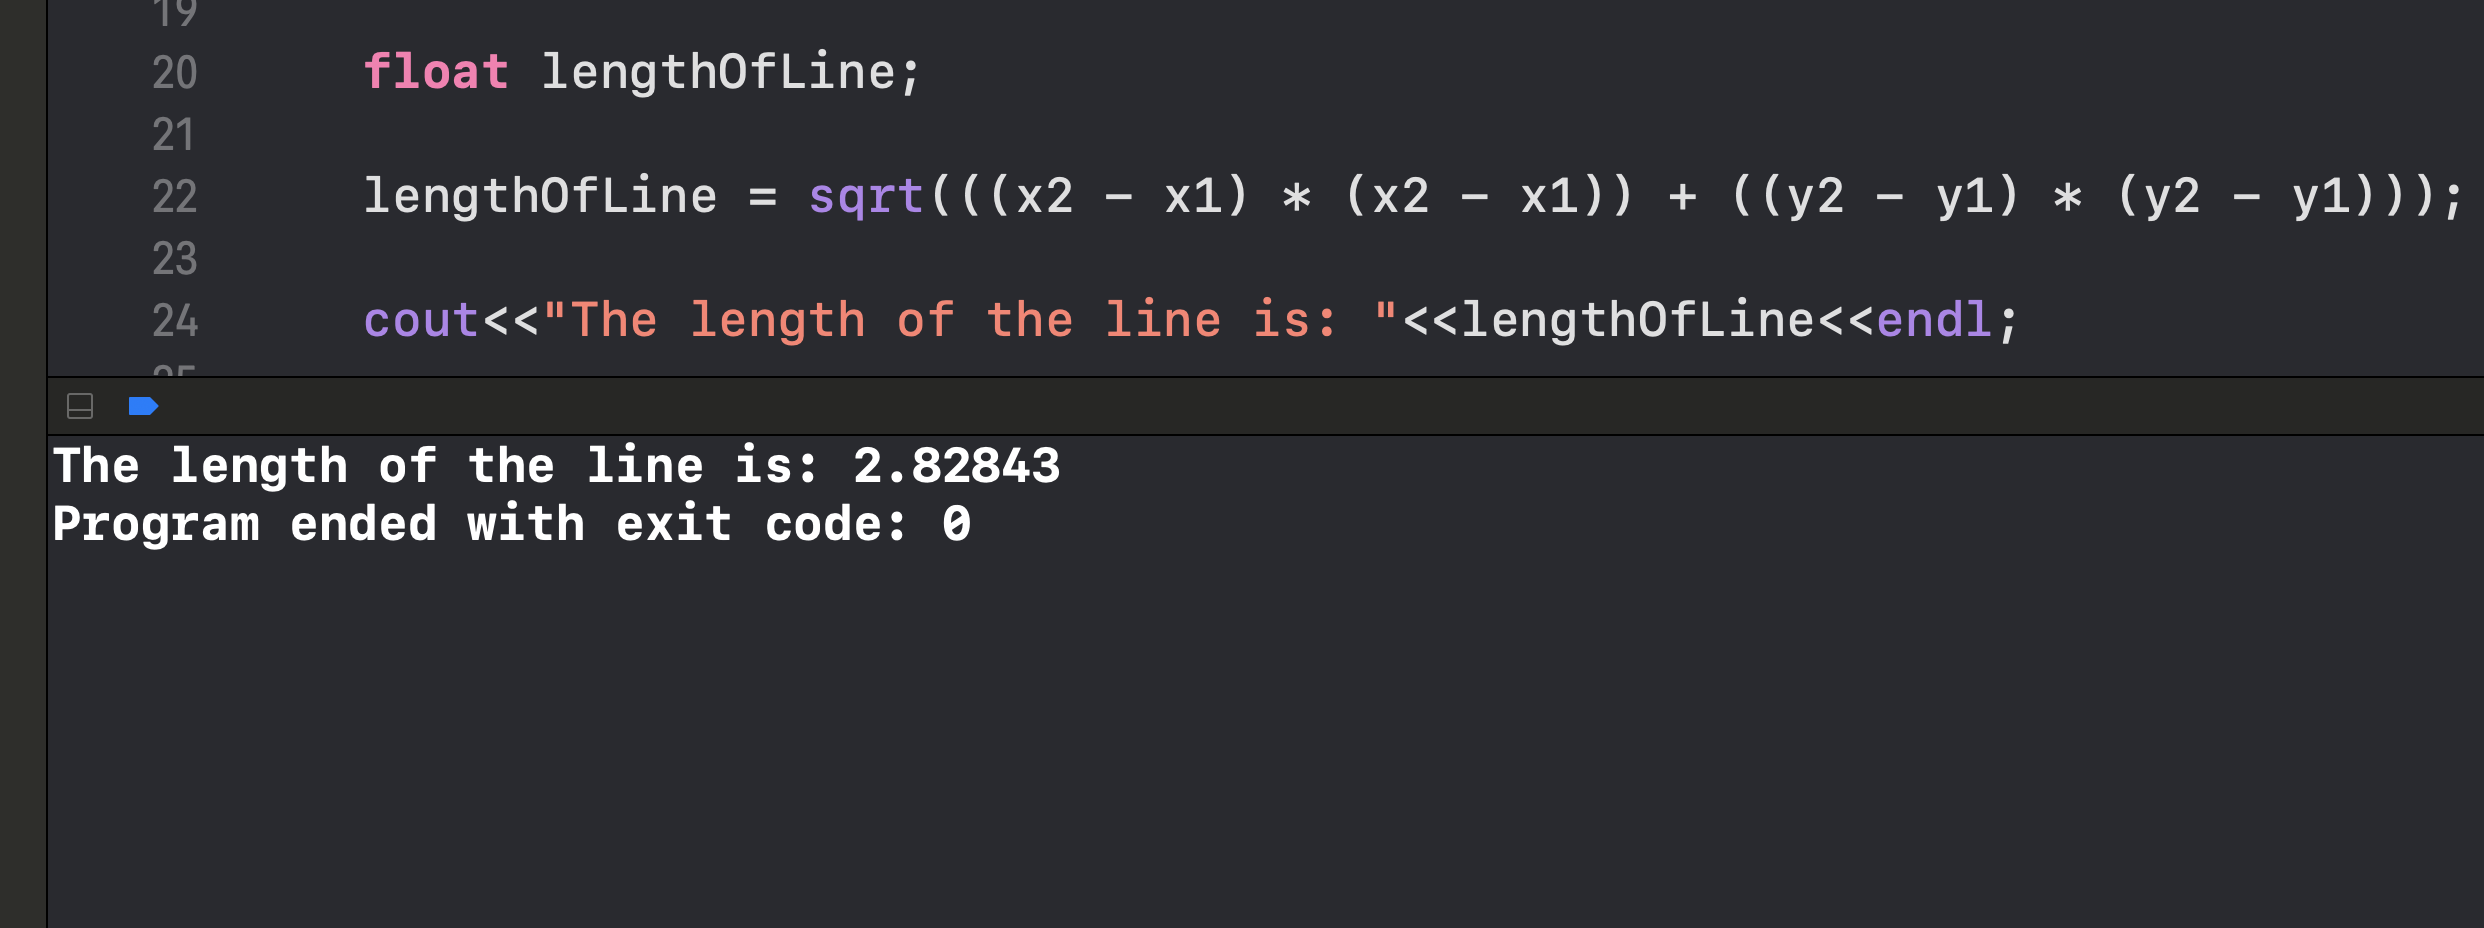 19
20 float lengthOfLine;
21
22 lengthOfLine = sqrt(((x2 - x1) * (x2 - x1)) + ((y2 - y1) * (y2 - y1)));
23
24 cout<<"The length of the line is: "<<lengthOfLine<<endl;
25
The length of the line is: 2.82843
Program ended with exit code: 0